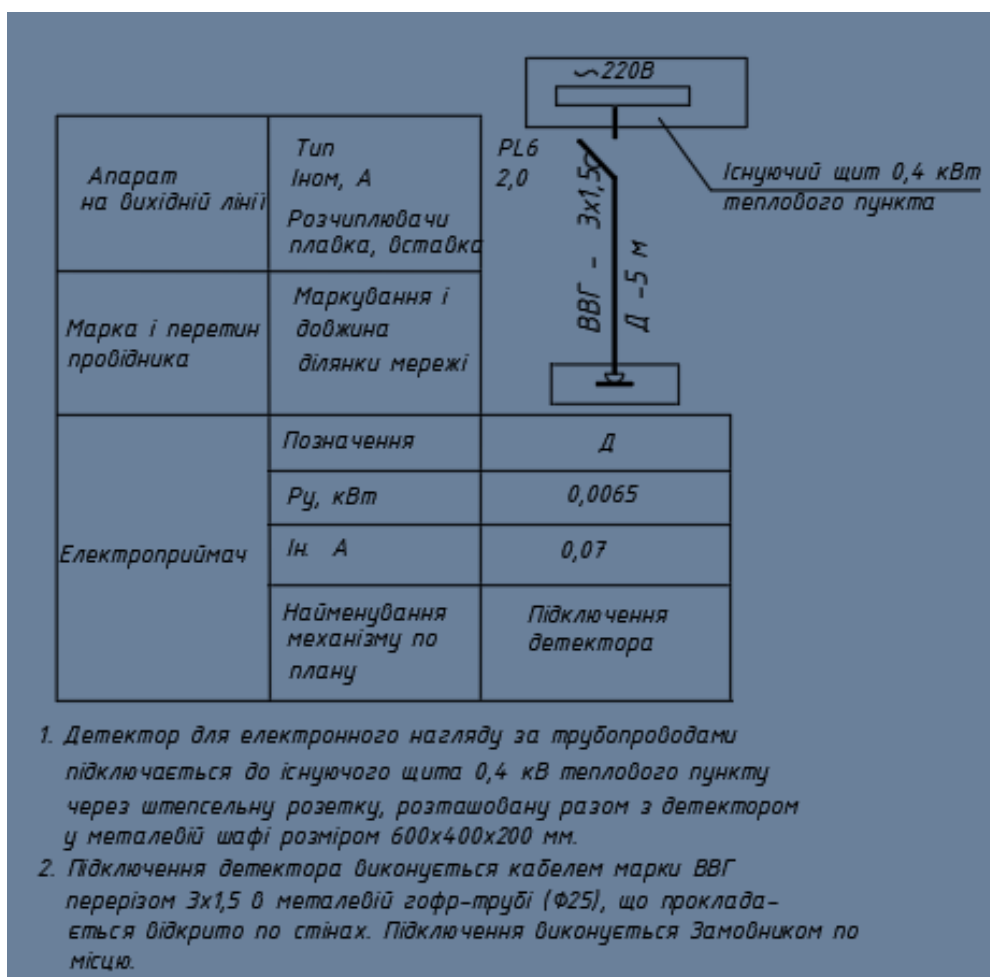 ~220В
Апарат
на вихідній лінії
Тип
Іном, А
Розчиплювачи
плавка, вставка
PL6
2,0
ВВГ - 3х1,5
Д -5 м
Існуючий щит 0,4 кВт
теплового пункта
Марка і перетин
провідника
Маркування і
довжина
ділянки мережі
Електроприймач
Позначення
Д
Ру, кВт
0,0065
Ін. А
0,07
Найменування
механізму по
плану
Підключення
детектора
1. Детектор для електронного нагляду за трубопроводами
підключається до існуючого щита 0,4 кВ теплового пункту
через штепсельну розетку, розташовану разом з детектором
у металевій шафі розміром 600х400х200 мм.
2. Підключення детектора виконується кабелем марки ВВГ
перерізом 3х1,5 в металевій гофр-трубі (Ф25), що проклада-
ється відкрито по стінах. Підключення виконується Замовником по
місцю.